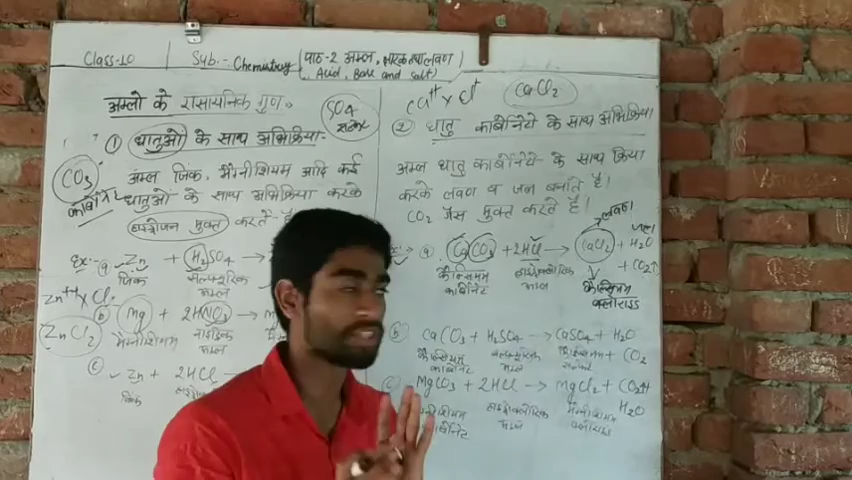 Class-10 Sub:- Chemistry पाठ-2 अम्ल, क्षारक तथा लवण
(Acid, Base and salt)
अम्लो के रासायनिक गुण
① धातुओ के साथ अभिक्रिया:-
SO4
सल्फेट
CO3
कार्बोनेट
अम्ल जिंक, मैग्नीशियम आदि कई
धातुओं के साथ अभिक्रिया करके
हाइड्रोजन मुक्त करते है
Ex:- a Zn + H2SO4 →
जिंक सल्फ्यूरिक
अम्ल
Zn++ Cl-
ZnCl2
b Mg + 2HNO3 →
मैग्नीशियम नाइट्रिक
अम्ल
c Zn + 2HCl
जिंक
Ca++ Cl-
CaCl2
② धातु कार्बोनेटो के साथ अभिक्रिया
अम्ल धातु कार्बोनेटो के साथ क्रिया
करके लवण व जल बनाते है।
CO2 गैस मुक्त करते है।
लवण
जल
a. CaCO3 + 2HCl → CaCl2 + H2O
+ CO2↑
कैल्सियम हाइड्रोक्लोरिक कैल्सियम
कार्बोनेट अम्ल क्लोराइड
b CaCO3 + H2SO4 → CaSO4 + H2O
+ CO2
कैल्सियम सल्फ्यूरिक
कार्बोनेट अम्ल सल्फेट
c MgCO3 + 2HCl → MgCl2 + CO2↑
H2O
मैग्नीशियम हाइड्रोक्लोरिक मैग्नीशियम
कार्बोनेट अम्ल क्लोराइड